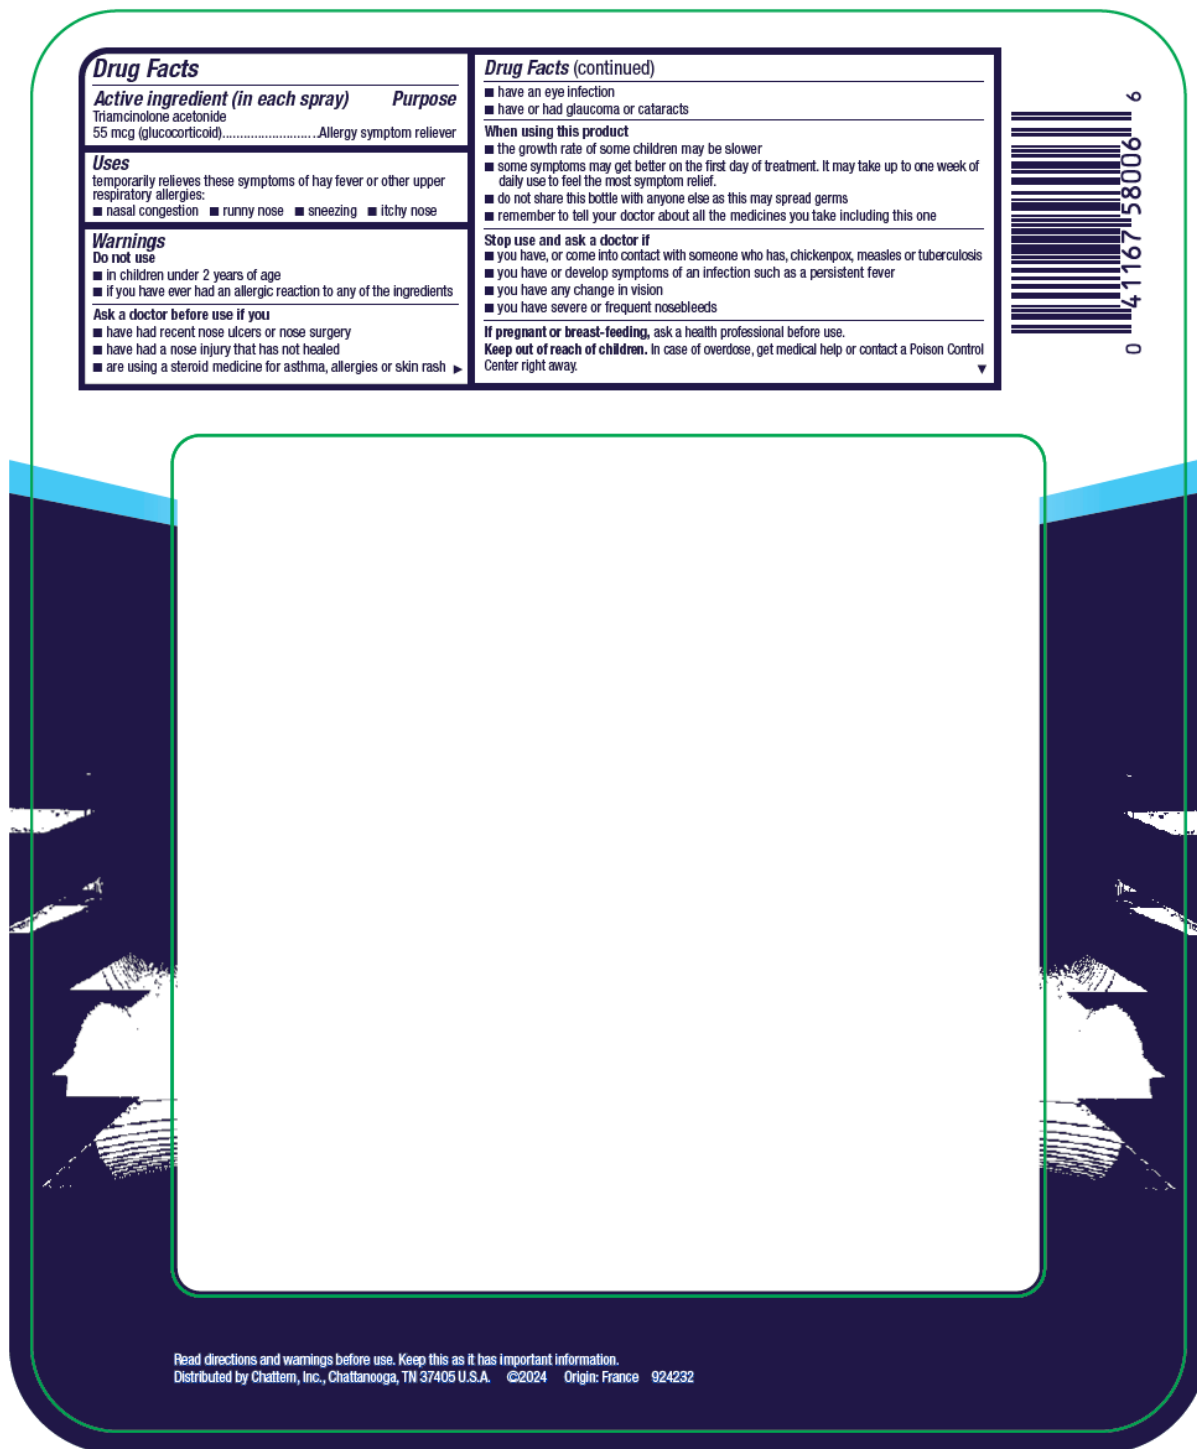 Drug Facts
Active ingredient (in each spray) Purpose
Triamcinolone acetonide
55 mcg (glucocorticoid)...........................Allergy symptom reliever
Uses
temporarily relieves these symptoms of hay fever or other upper
respiratory allergies:
■ nasal congestion ■ runny nose ■ sneezing ■ itchy nose
Warnings
Do not use
■ in children under 2 years of age
■ if you have ever had an allergic reaction to any of the ingredients
Ask a doctor before use if you
■ have had recent nose ulcers or nose surgery
■ have had a nose injury that has not healed
■ are using a steroid medicine for asthma, allergies or skin rash ▶
Drug Facts (continued)
■ have an eye infection
■ have or had glaucoma or cataracts
When using this product
■ the growth rate of some children may be slower
■ some symptoms may get better on the first day of treatment. It may take up to one week of
daily use to feel the most symptom relief.
■ do not share this bottle with anyone else as this may spread germs
■ remember to tell your doctor about all the medicines you take including this one
Stop use and ask a doctor if
■ you have, or come into contact with someone who has, chickenpox, measles or tuberculosis
■ you have or develop symptoms of an infection such as a persistent fever
■ you have any change in vision
■ you have severe or frequent nosebleeds
If pregnant or breast-feeding, ask a health professional before use.
Keep out of reach of children. In case of overdose, get medical help or contact a Poison Control
Center right away. ▼
0 41167 58006 6
Read directions and warnings before use. Keep this as it has important information.
Distributed by Chattem, Inc., Chattanooga, TN 37405 U.S.A. ©2024 Origin: France 924232